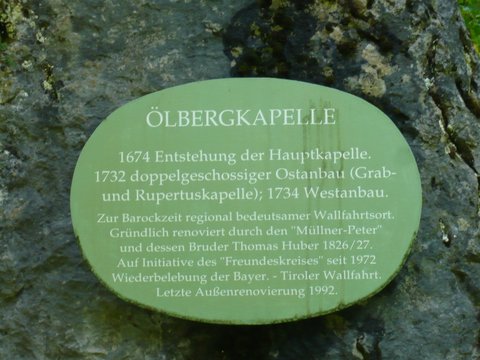 ÖLBERGKAPELLE
1674 Entstehung der Hauptkapelle.
1732 doppelgeschossiger Ostanbau (Grab-
und Rupertuskapelle); 1734 Westanbau.
Zur Barockzeit regional bedeutsamer Wallfahrtsort.
Gründlich renoviert durch den "Müllner-Peter"
und dessen Bruder Thomas Huber 1826/27.
Auf Initiative des "Freundeskreises" seit 1972
Wiederbelebung der Bayer. - Tiroler Wallfahrt.
Letzte Außenrenovierung 1992.